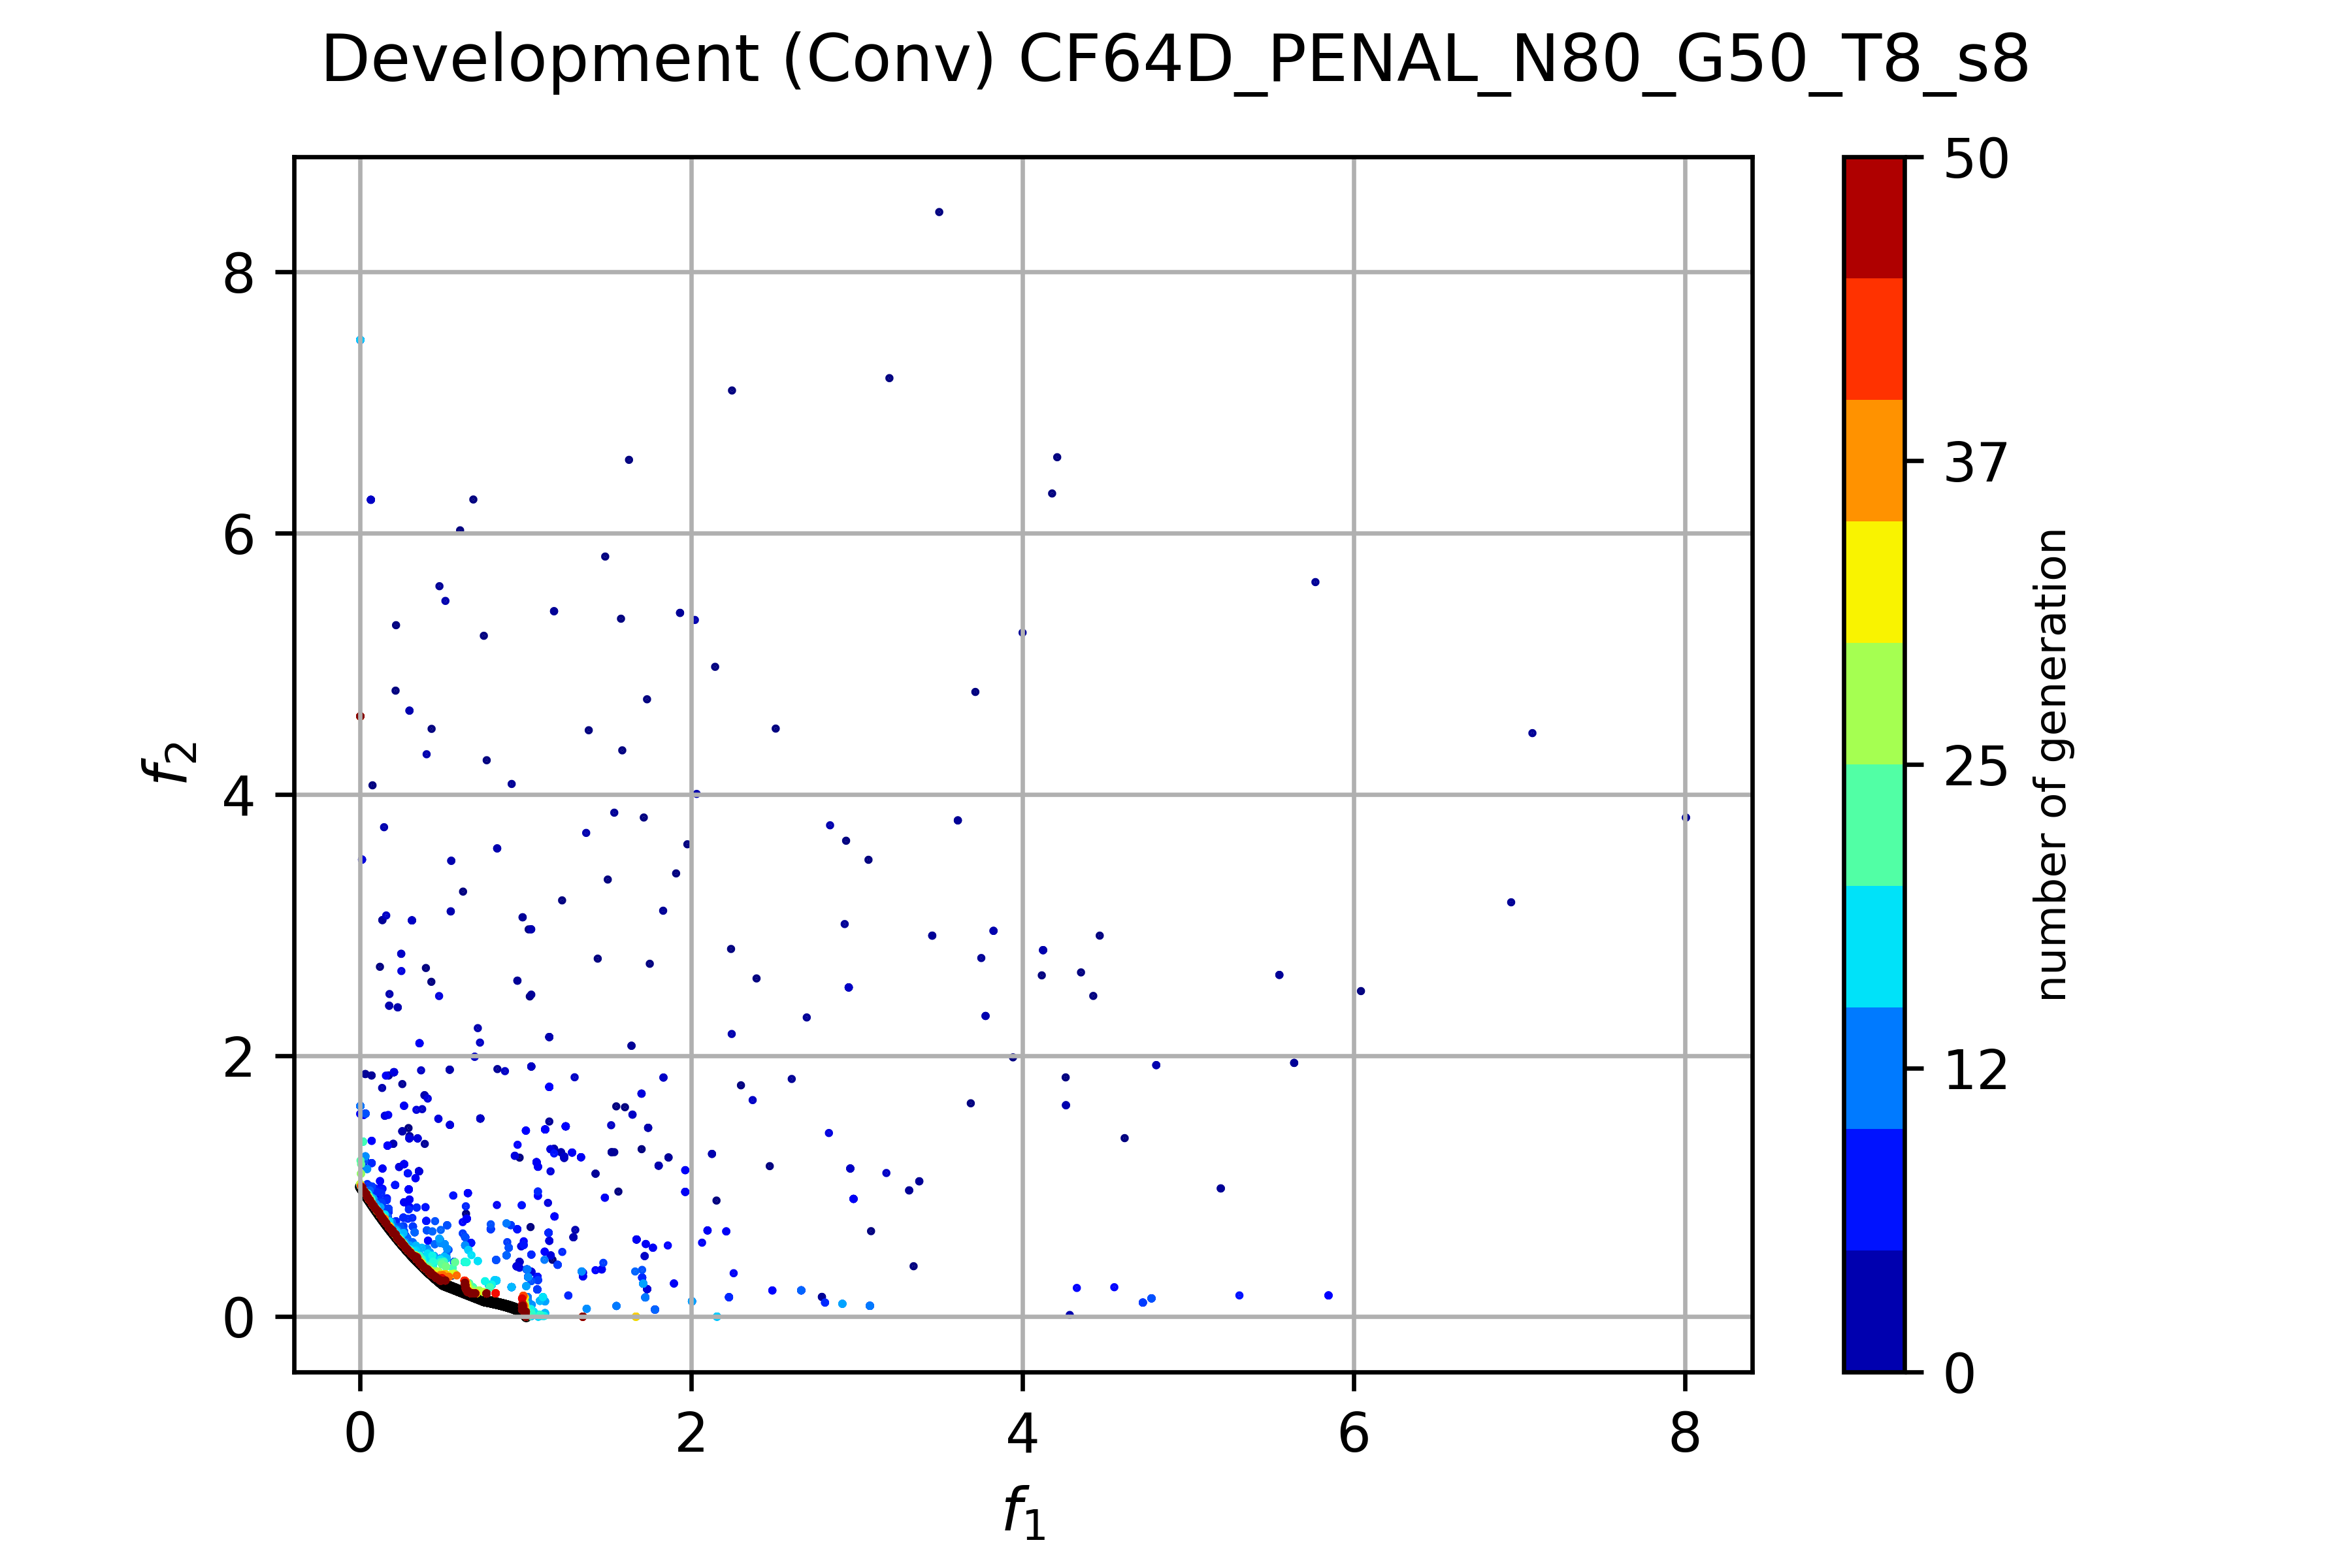 Development (Conv) CF64D_PENAL_N80_G50_T8_s8
8
6
4
2
0
f2
0 2 4 6 8
f1
50
37
25
12
0
number of generation